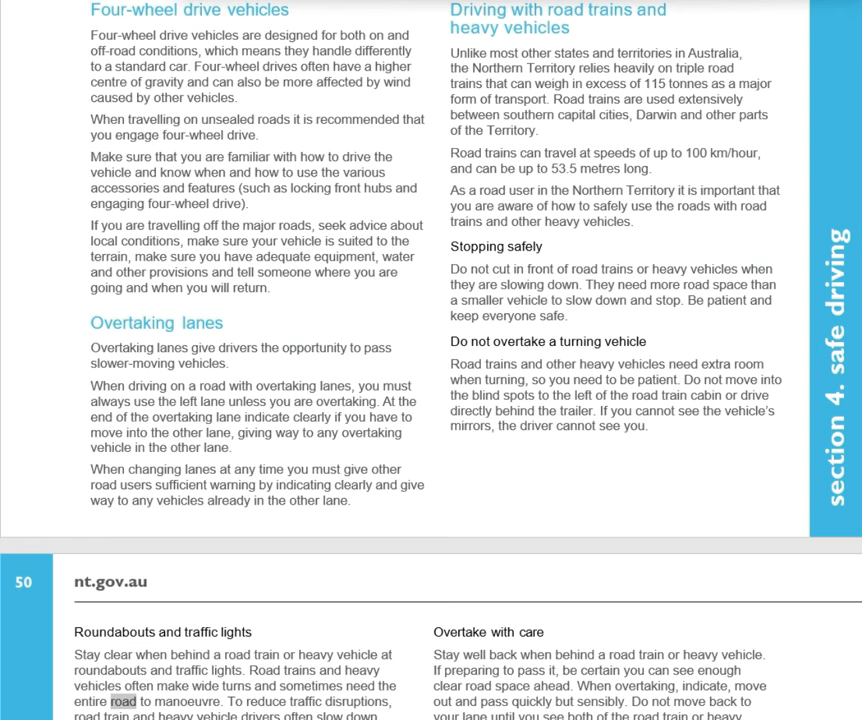 Four-wheel drive vehicles
Four-wheel drive vehicles are designed for both on and
off-road conditions, which means they handle differently
to a standard car. Four-wheel drives often have a higher
centre of gravity and can also be more affected by wind
caused by other vehicles.
When travelling on unsealed roads it is recommended that
you engage four-wheel drive.
Make sure that you are familiar with how to drive the
vehicle and know when and how to use the various
accessories and features (such as locking front hubs and
engaging four-wheel drive).
If you are travelling off the major roads, seek advice about
local conditions, make sure your vehicle is suited to the
terrain, make sure you have adequate equipment, water
and other provisions and tell someone where you are
going and when you will return.
Overtaking lanes
Overtaking lanes give drivers the opportunity to pass
slower-moving vehicles.
When driving on a road with overtaking lanes, you must
always use the left lane unless you are overtaking. At the
end of the overtaking lane indicate clearly if you have to
move into the other lane, giving way to any overtaking
vehicle in the other lane.
When changing lanes at any time you must give other
road users sufficient warning by indicating clearly and give
way to any vehicles already in the other lane.
Driving with road trains and
heavy vehicles
Unlike most other states and territories in Australia,
the Northern Territory relies heavily on triple road
trains that can weigh in excess of 115 tonnes as a major
form of transport. Road trains are used extensively
between southern capital cities, Darwin and other parts
of the Territory.
Road trains can travel at speeds of up to 100 km/hour,
and can be up to 53.5 metres long.
As a road user in the Northern Territory it is important that
you are aware of how to safely use the roads with road
trains and other heavy vehicles.
Stopping safely
Do not cut in front of road trains or heavy vehicles when
they are slowing down. They need more road space than
a smaller vehicle to slow down and stop. Be patient and
keep everyone safe.
Do not overtake a turning vehicle
Road trains and other heavy vehicles need extra room
when turning, so you need to be patient. Do not move into
the blind spots to the left of the road train cabin or drive
directly behind the trailer. If you cannot see the vehicle's
mirrors, the driver cannot see you.
section 4. safe driving
50
nt.gov.au
Roundabouts and traffic lights
Stay clear when behind a road train or heavy vehicle at
roundabouts and traffic lights. Road trains and heavy
vehicles often make wide turns and sometimes need the
entire road to manoeuvre. To reduce traffic disruptions,
road train and heavy vehicle drivers often slow down
Overtake with care
Stay well back when behind a road train or heavy vehicle.
If preparing to pass it, be certain you can see enough
clear road space ahead. When overtaking, indicate, move
out and pass quickly but sensibly. Do not move back to
your lane until you see both of the road train or heavy